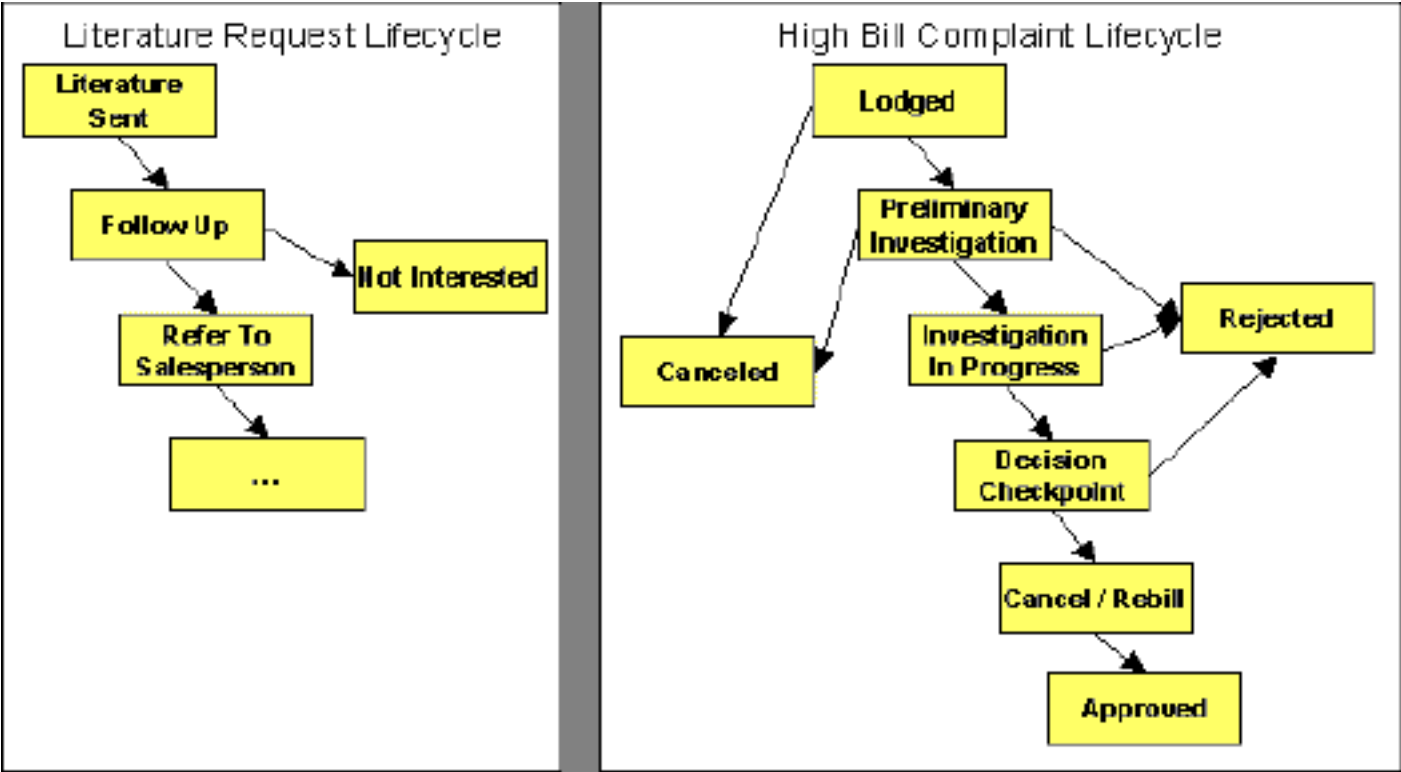 Literature Request Lifecycle
Literature
Sent
Follow Up
Not Interested
Refer To
Salesperson
...
High Bill Complaint Lifecycle
Lodged
Preliminary
Investigation
Rejected
Investigation
In Progress
Canceled
Decision
Checkpoint
Cancel / Rebill
Approved